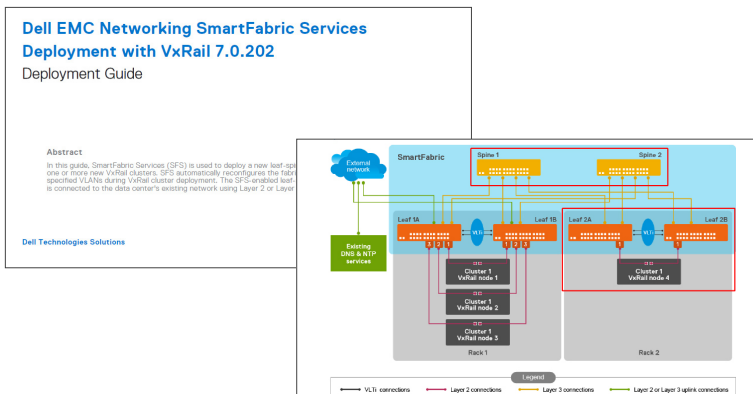 Dell EMC Networking SmartFabric Services
Deployment with VxRail 7.0.202
Deployment Guide
Abstract
In this guide, SmartFabric Services (SFS) is used to deploy a new leaf-spi
one or more new VxRail clusters. SFS automatically reconfigures the fabri
specified VLANs during VxRail cluster deployment. The SFS-enabled leaf-
is connected to the data center's existing network using Layer 2 or Layer
Dell Technologies Solutions
SmartFabric
Spine 1
Spine 2
External
network
Leaf 1A
Leaf 1B
Leaf 2A
Leaf 2B
VLTi
VLTi
3 2 1
1 2 3
1
1
Existing
DNS & NTP
services
Cluster 1
VxRail node 1
Cluster 1
VxRail node 4
Cluster 1
VxRail node 2
Cluster 1
VxRail node 3
Rack 1
Rack 2
Legend
VLTi connections
Layer 2 connections
Layer 3 connections
Layer 2 or Layer 3 uplink connections